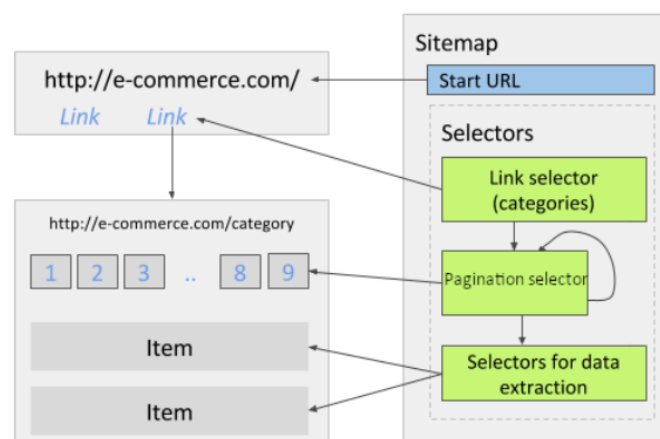 http://e-commerce.com/
Link Link
http://e-commerce.com/category
1 2 3 .. 8 9
Item
Item
Sitemap
Start URL
Selectors
Link selector
(categories)
Pagination selector
Selectors for data
extraction